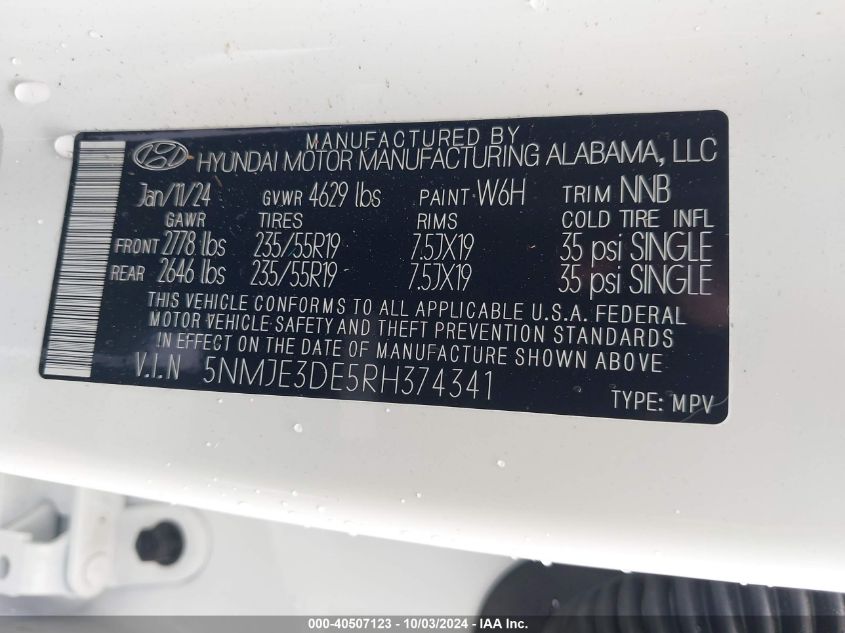 MANUFACTURED BY
HYUNDAI MOTOR MANUFACTURING ALABAMA, LLC
Jan/11/24 GVWR 4629 lbs PAINT W6H TRIM NNB
GAWR TIRES RIMS COLD TIRE INFL
FRONT 2778 lbs 235/55R19 7.5JX19 35 psi SINGLE
REAR 2646 lbs 235/55R19 7.5JX19 35 psi SINGLE
THIS VEHICLE CONFORMS TO ALL APPLICABLE U.S.A. FEDERAL
MOTOR VEHICLE SAFETY AND THEFT PREVENTION STANDARDS
IN EFFECT ON THE DATE OF MANUFACTURE SHOWN ABOVE
V.I.N 5NMJE3DE5RH374341
TYPE: MPV
000-40507123 - 10/03/2024 - IAA Inc.